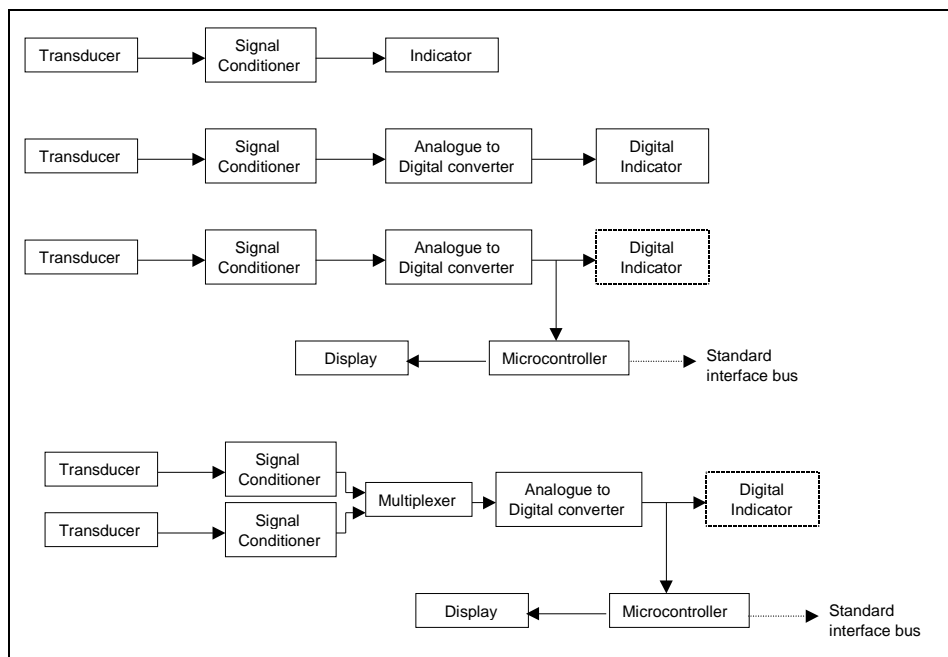 Transducer
Signal
Conditioner
Indicator
Transducer
Signal
Conditioner
Analogue to
Digital converter
Digital
Indicator
Transducer
Signal
Conditioner
Analogue to
Digital converter
Digital
Indicator
Display
Microcontroller
Standard
interface bus
Transducer
Signal
Conditioner
Transducer
Signal
Conditioner
Multiplexer
Analogue to
Digital converter
Digital
Indicator
Display
Microcontroller
Standard
interface bus